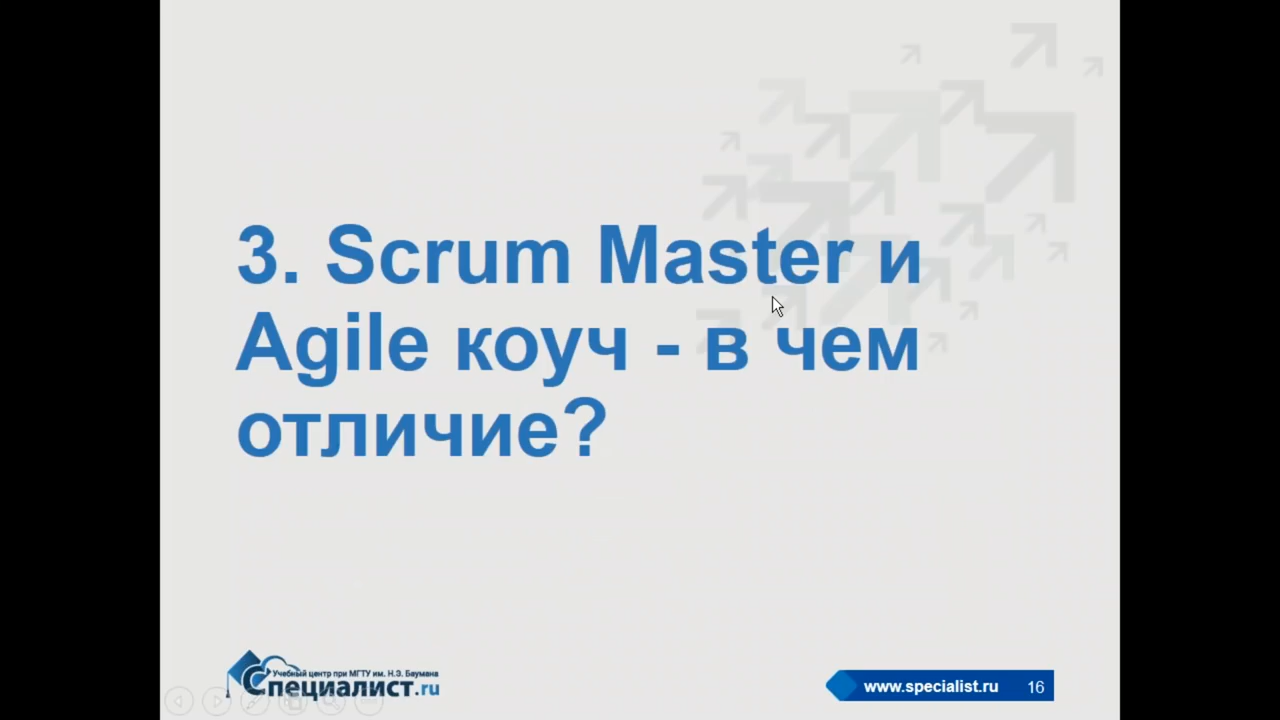 3. Scrum Master и
Agile коуч - в чем
отличие?
Учебный центр при МГТУ им. Н.Э. Баумана
Специалист.ru
www.specialist.ru 16